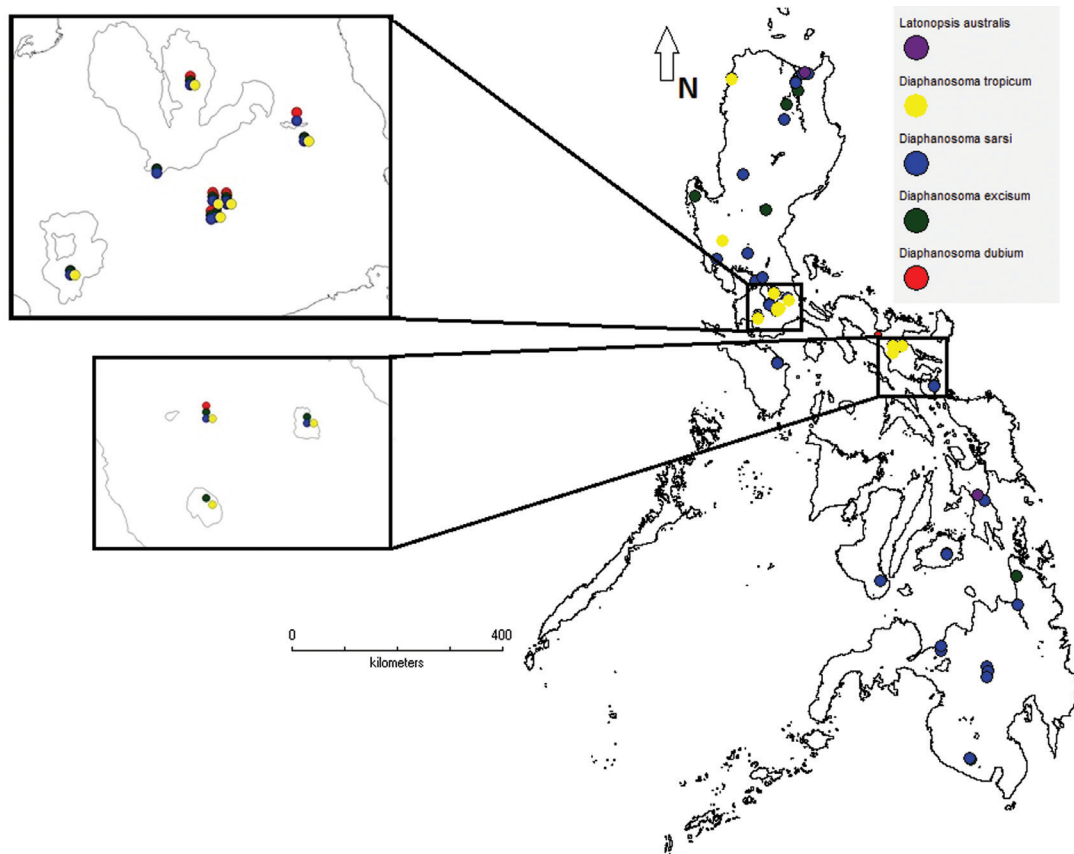 N
Latonopsis australis
Diaphanosoma tropicum
Diaphanosoma sarsi
Diaphanosoma excisum
Diaphanosoma dubium
0 400
kilometers